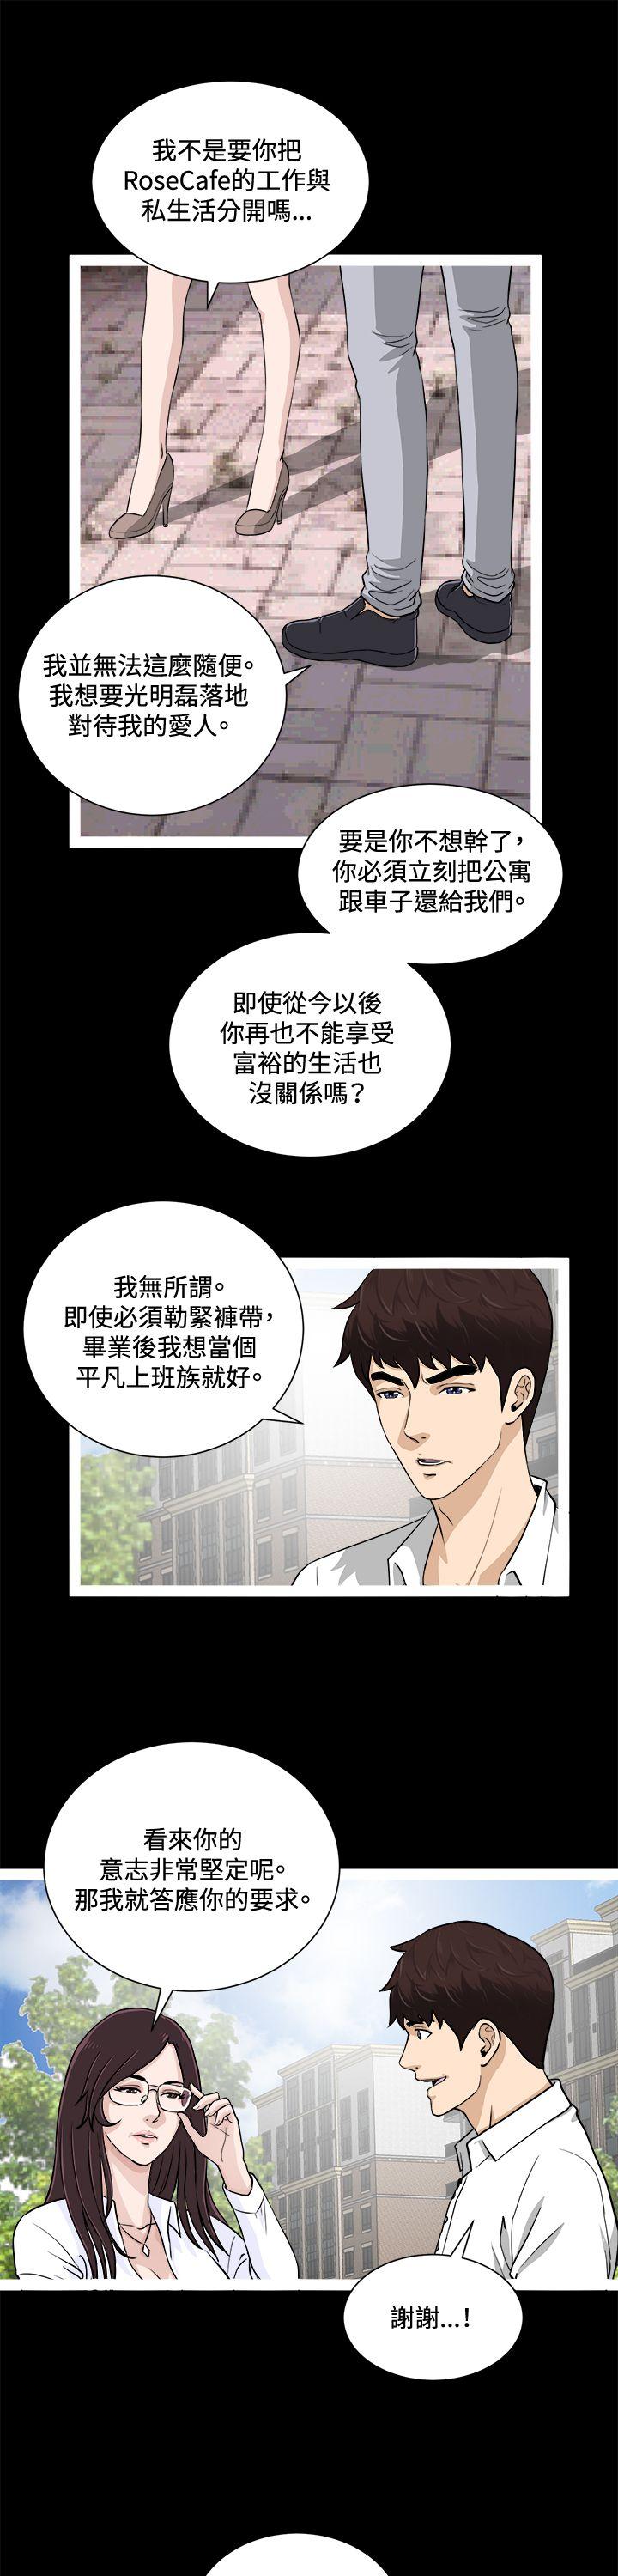 我不是要你把
RoseCafe的工作與
私生活分開嗎...
我並無法這麼隨便。
我想要光明磊落地
對待我的愛人。
要是你不想幹了，
你必須立刻把公寓
跟車子還給我們。
即使從今以後
你再也不能享受
富裕的生活也
沒關係嗎？
我無所謂。
即使必須勒緊褲帶，
畢業後我想當個
平凡上班族就好。
看來你的
意志非常堅定呢。
那我就答應你的要求。
謝謝...！